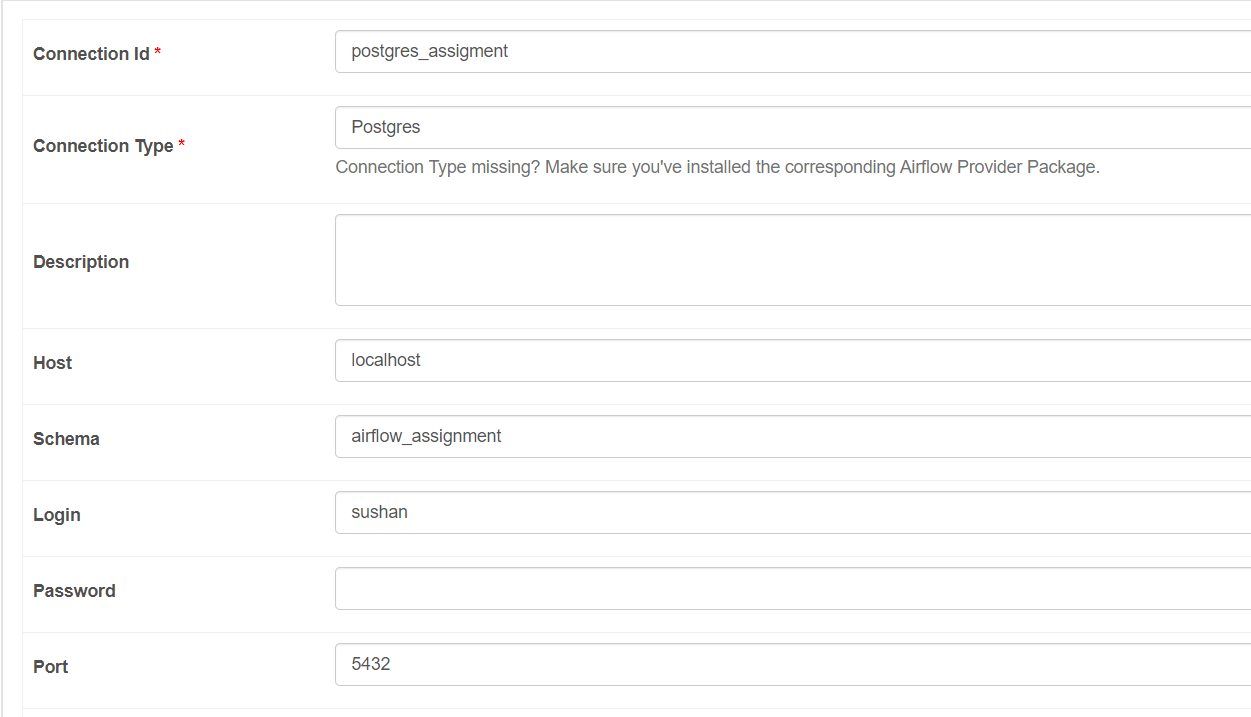 Connection Id *
postgres_assigment
Connection Type *
Postgres
Connection Type missing? Make sure you've installed the corresponding Airflow Provider Package.
Description
Host
localhost
Schema
airflow_assignment
Login
sushan
Password
Port
5432